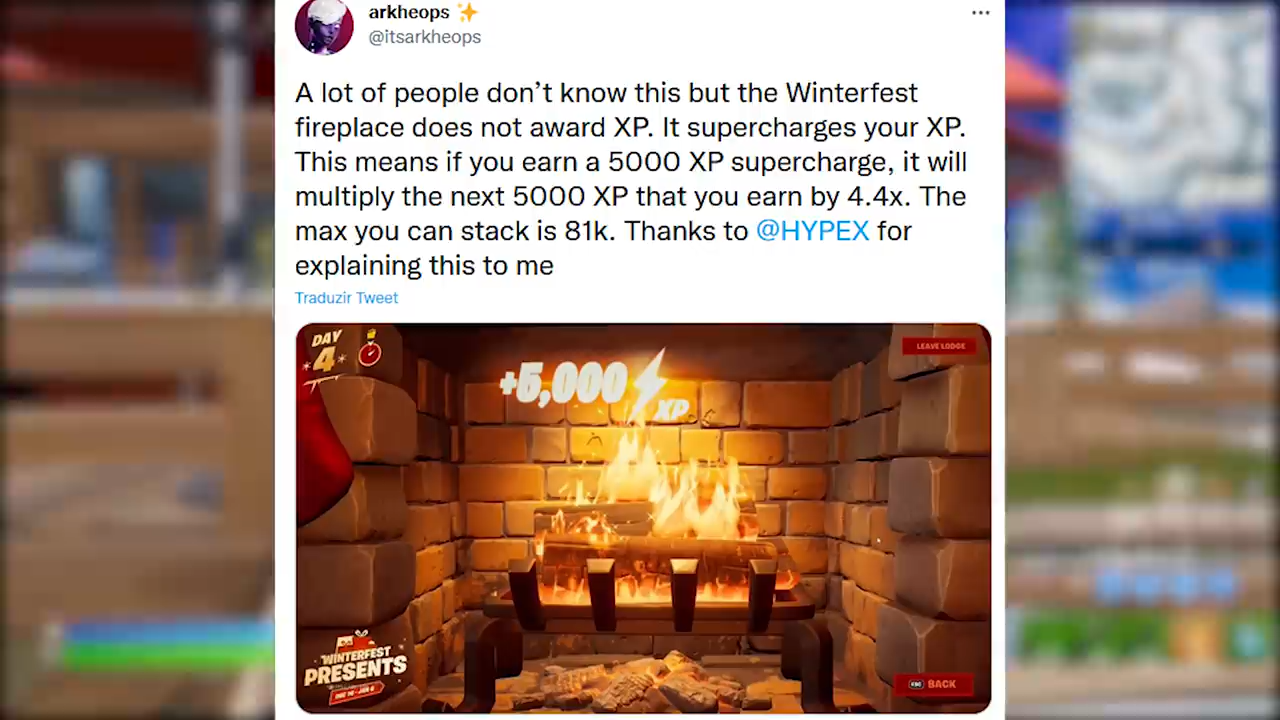 arkheops ✨
@itsarkheops
A lot of people don’t know this but the Winterfest
fireplace does not award XP. It supercharges your XP.
This means if you earn a 5000 XP supercharge, it will
multiply the next 5000 XP that you earn by 4.4x. The
max you can stack is 81k. Thanks to @HYPEX for
explaining this to me
Traduzir Tweet
DAY
4
LEAVE LODGE
+5,000
XP
WINTERFEST
PRESENTS
ESC BACK